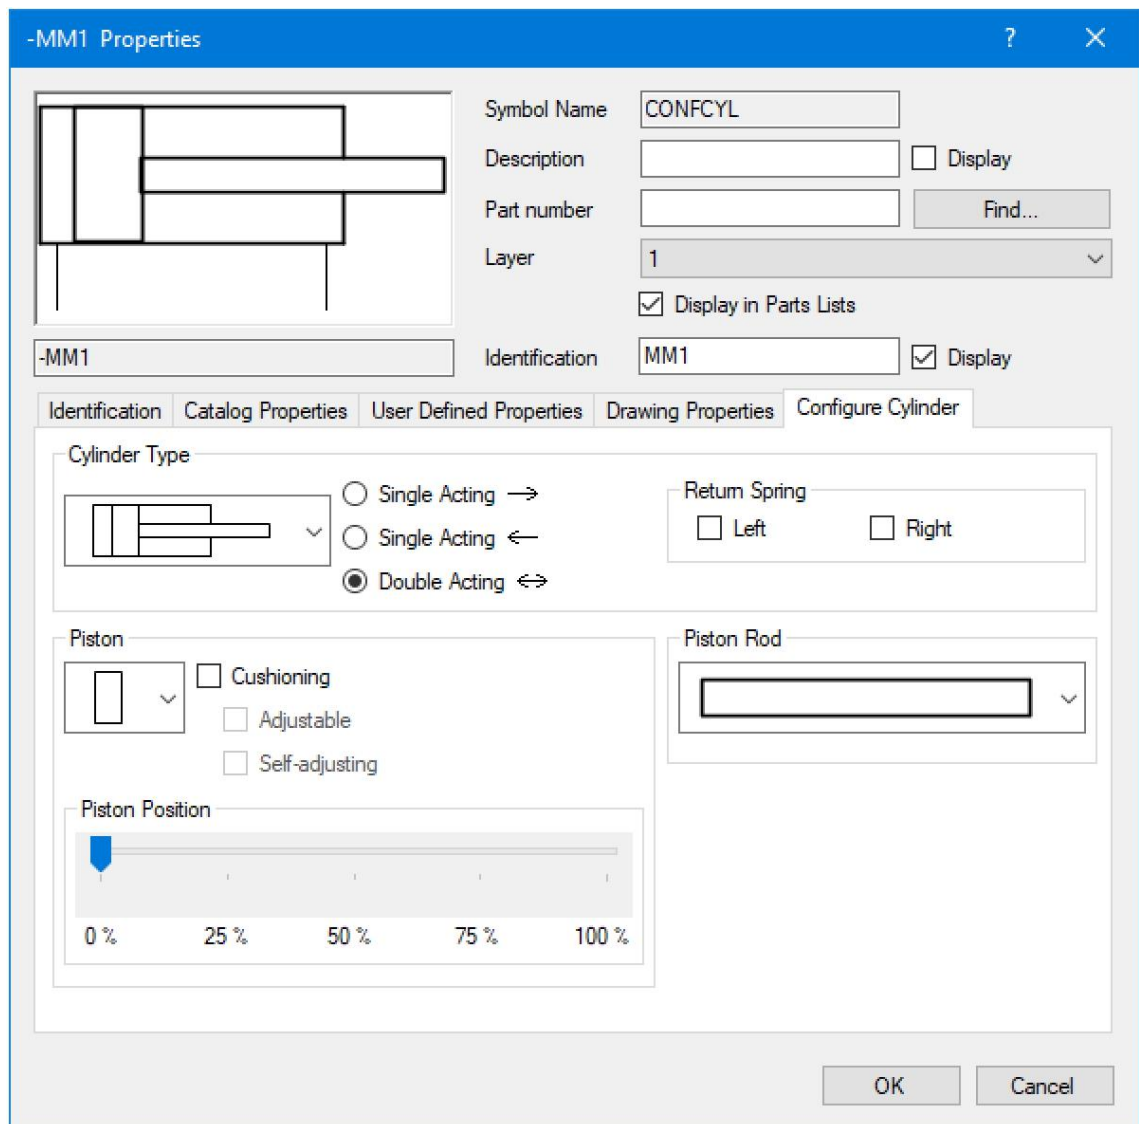 -MM1 Properties ?
Symbol Name CONFCYL
Description Display
Part number Find...
Layer 1
Display in Parts Lists
-MM1 Identification MM1 Display
Identification Catalog Properties User Defined Properties Drawing Properties Configure Cylinder
Cylinder Type
Single Acting →
Single Acting ←
Double Acting ↔
Return Spring
Left Right
Piston
Cushioning
Adjustable
Self-adjusting
Piston Rod
Piston Position
0 % 25 % 50 % 75 % 100 %
OK Cancel